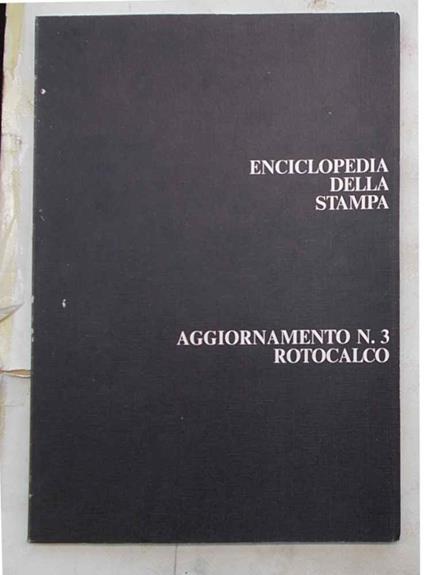 ENCICLOPEDIA
DELLA
STAMPA
AGGIORNAMENTO N. 3
ROTOCALCO